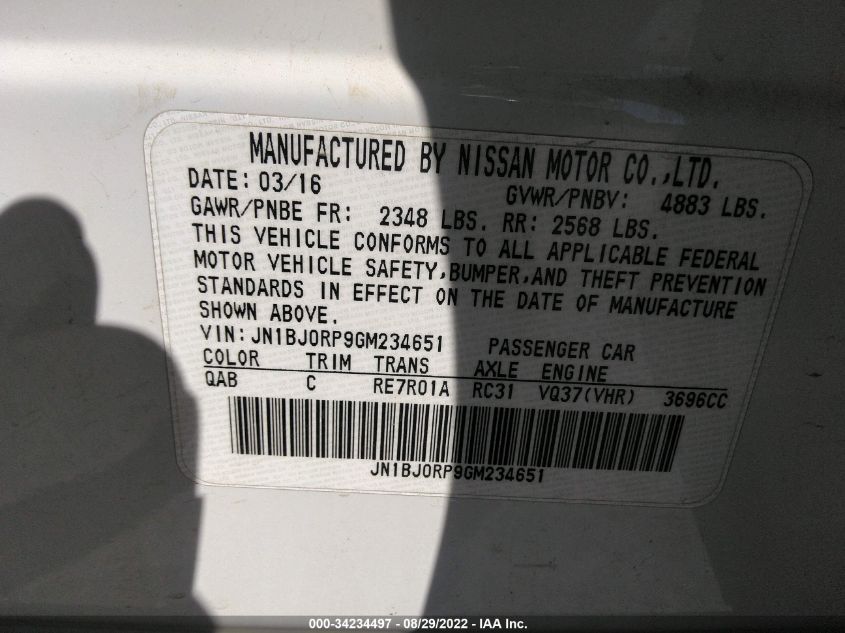 MANUFACTURED BY NISSAN MOTOR CO.,LTD.
DATE: 03/16 GVWR/PNBV: 4883 LBS.
GAWR/PNBE FR: 2348 LBS. RR: 2568 LBS.
THIS VEHICLE CONFORMS TO ALL APPLICABLE FEDERAL
MOTOR VEHICLE SAFETY,BUMPER,AND THEFT PREVENTION
STANDARDS IN EFFECT ON THE DATE OF MANUFACTURE
SHOWN ABOVE.
VIN: JN1BJ0RP9GM234651 PASSENGER CAR
COLOR TRIM TRANS AXLE ENGINE
QAB C RE7R01A RC31 VQ37(VHR) 3696CC
JN1BJ0RP9GM234651
000-34234497 - 08/29/2022 - IAA Inc.